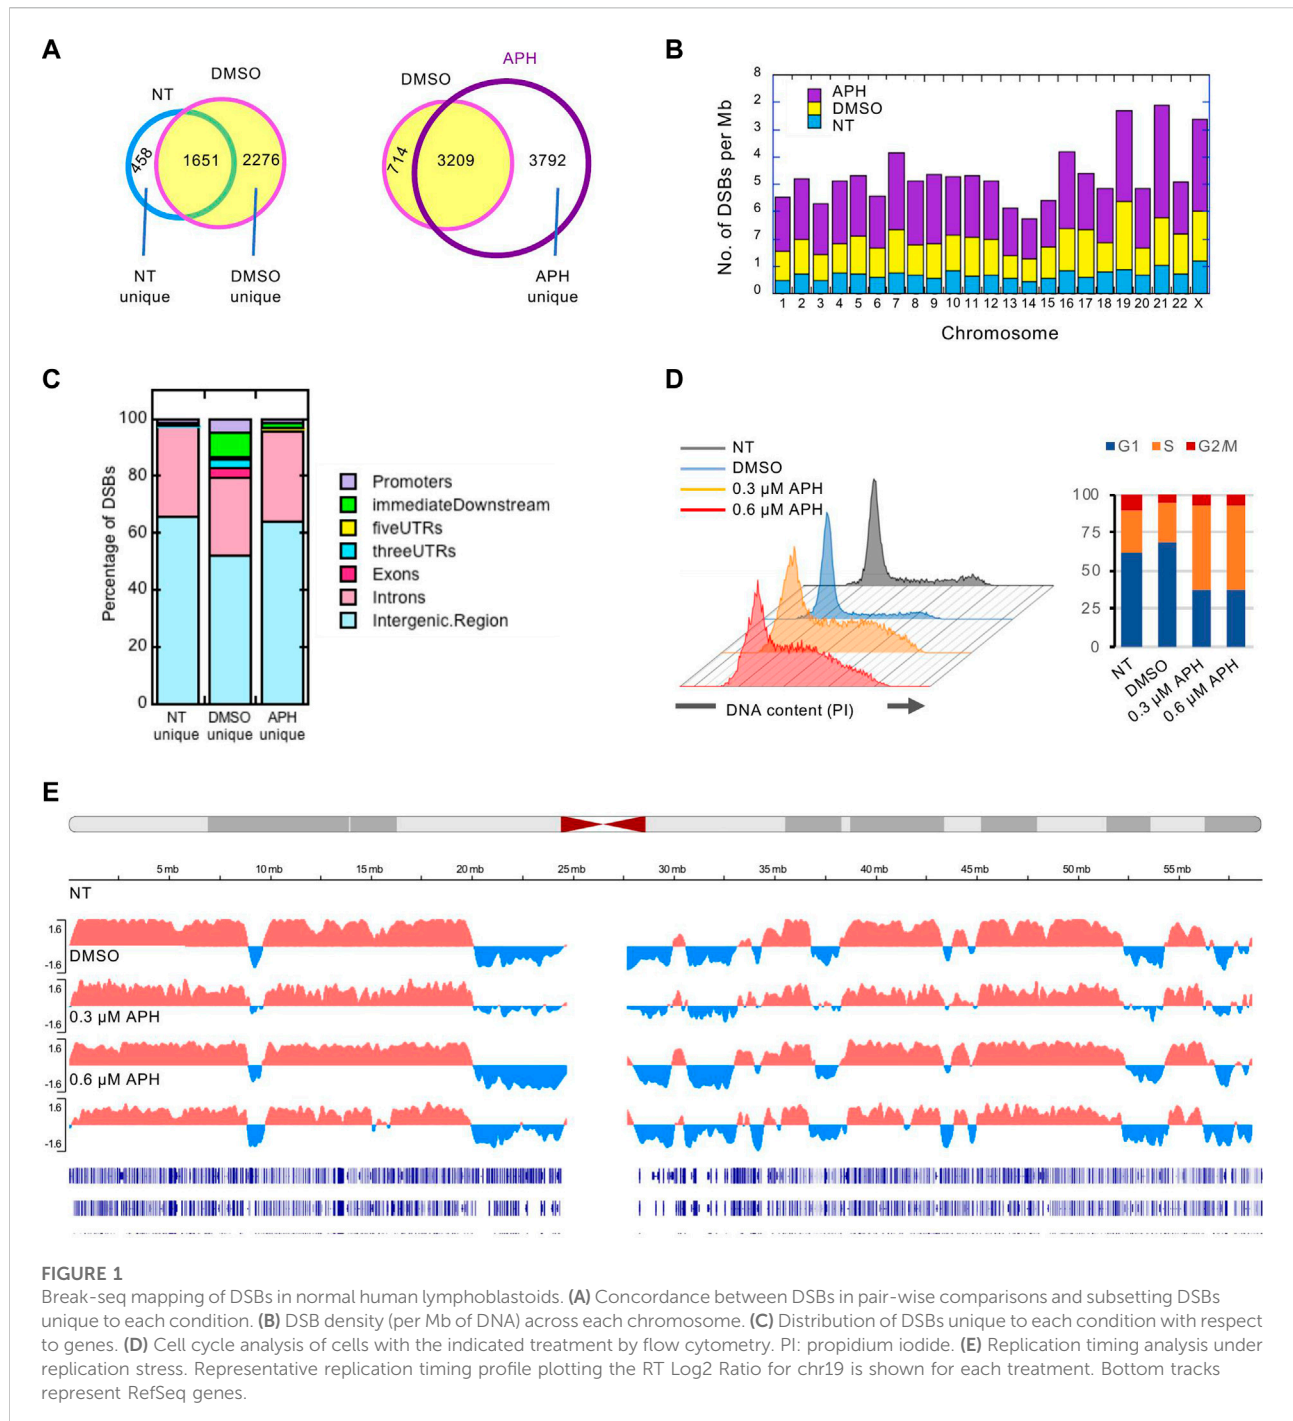 A
NT
DMSO
458
1651
2276
NT
unique
DMSO
unique
DMSO
APH
714
3209
3792
APH
unique
B
No. of DSBs per Mb
8
2
3
4
5
6
7
1
0
APH
DMSO
NT
1 2 3 4 5 6 7 8 9 10 11 12 13 14 15 16 17 18 19 20 21 22 X
Chromosome
C
Percentage of DSBs
100
80
60
40
20
0
NT
unique
DMSO
unique
APH
unique
Promoters
immediateDownstream
fiveUTRs
threeUTRs
Exons
Introns
Intergenic.Region
D
NT
DMSO
0.3 μM APH
0.6 μM APH
DNA content (PI)
G1 S G2/M
100
75
50
25
0
NT
DMSO
0.3 μM APH
0.6 μM APH
E
5 mb 10 mb 15 mb 20 mb 25 mb 30 mb 35 mb 40 mb 45 mb 50 mb 55 mb
NT
1.6
-1.6
DMSO
1.6
-1.6
0.3 μM APH
1.6
-1.6
0.6 μM APH
1.6
-1.6
FIGURE 1
Break-seq mapping of DSBs in normal human lymphoblastoids. (A) Concordance between DSBs in pair-wise comparisons and subsetting DSBs
unique to each condition. (B) DSB density (per Mb of DNA) across each chromosome. (C) Distribution of DSBs unique to each condition with respect
to genes. (D) Cell cycle analysis of cells with the indicated treatment by flow cytometry. PI: propidium iodide. (E) Replication timing analysis under
replication stress. Representative replication timing profile plotting the RT Log2 Ratio for chr19 is shown for each treatment. Bottom tracks
represent RefSeq genes.